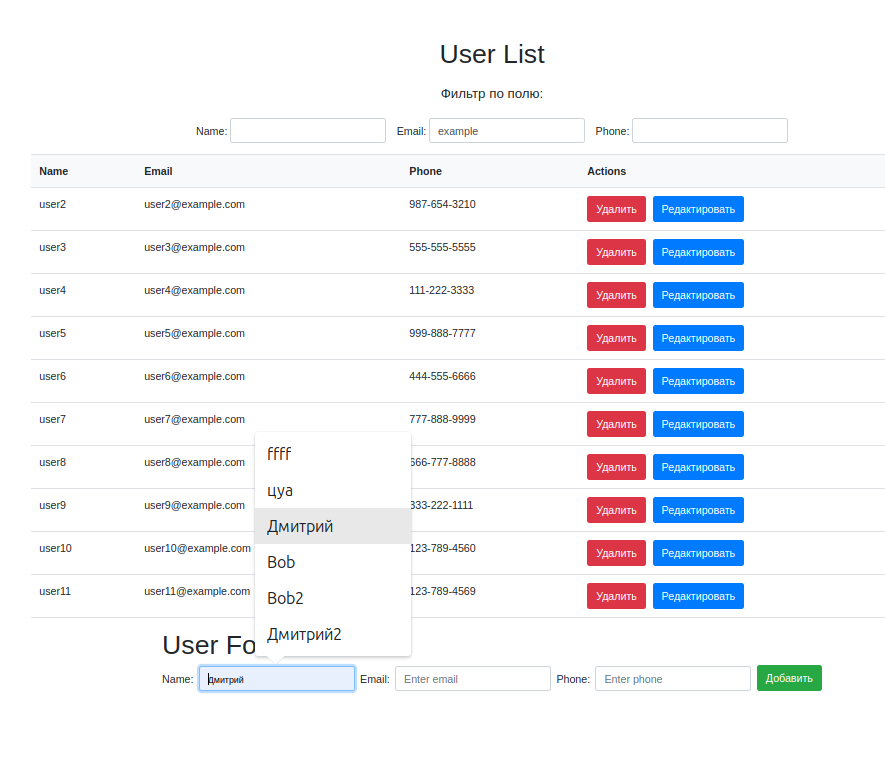 User List
Фильтр по полю:
Name: Email: example Phone:
Name Email Phone Actions
user2 user2@example.com 987-654-3210 Удалить Редактировать
user3 user3@example.com 555-555-5555 Удалить Редактировать
user4 user4@example.com 111-222-3333 Удалить Редактировать
user5 user5@example.com 999-888-7777 Удалить Редактировать
user6 user6@example.com 444-555-6666 Удалить Редактировать
user7 user7@example.com 777-888-9999 Удалить Редактировать
user8 user8@example.com 666-777-8888 Удалить Редактировать
user9 user9@example.com 333-222-1111 Удалить Редактировать
user10 user10@example.com 123-789-4560 Удалить Редактировать
user11 user11@example.com 123-789-4569 Удалить Редактировать
ffff
цуа
Дмитрий
Bob
Bob2
Дмитрий2
User Fo
Name: Дмитрий Email: Enter email Phone: Enter phone Добавить